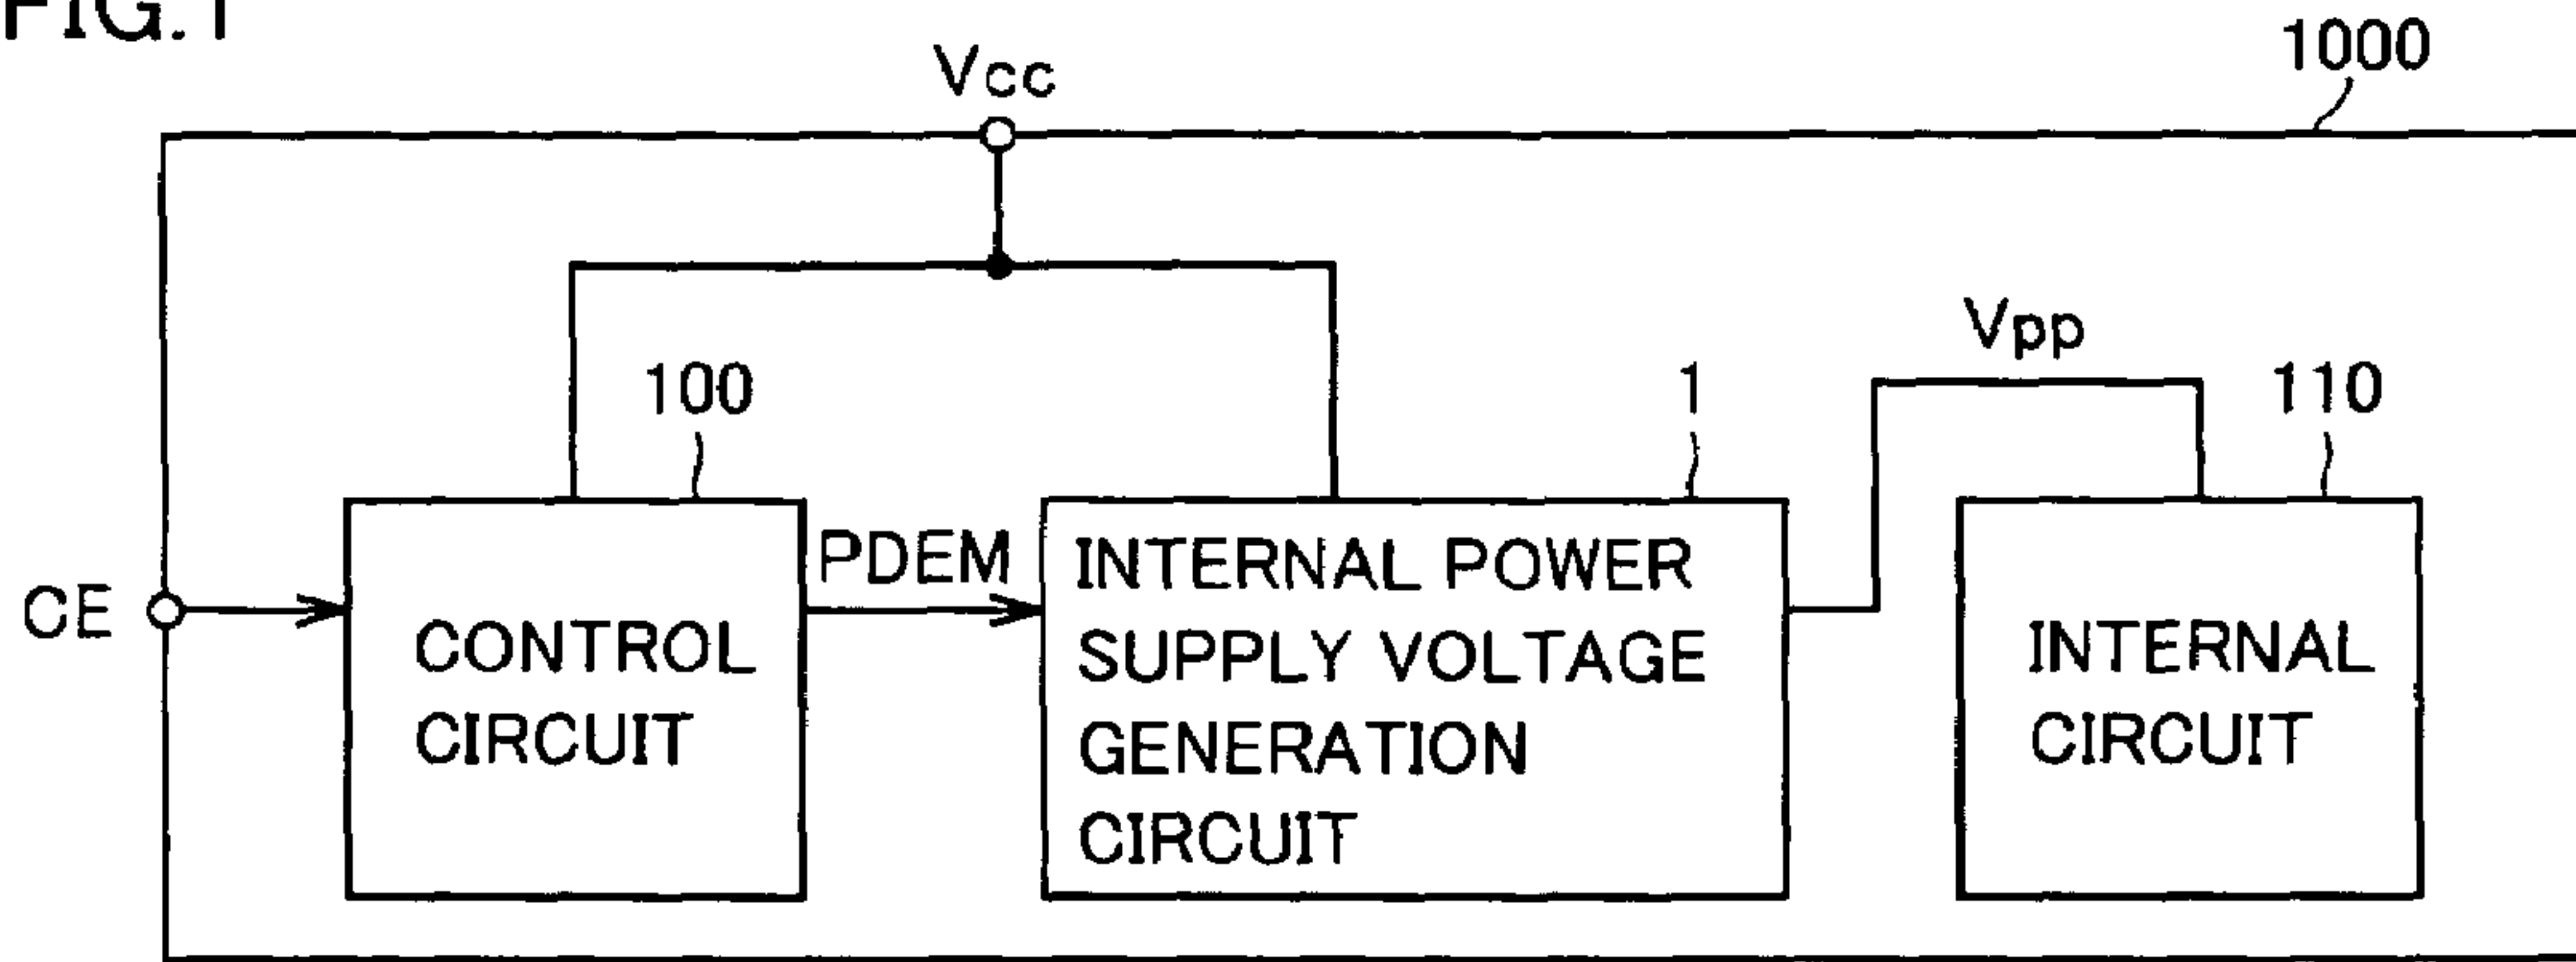 FIG.1
Vcc
1000
Vpp
100
1
110
CE
PDEM
CONTROL
CIRCUIT
INTERNAL POWER
SUPPLY VOLTAGE
GENERATION
CIRCUIT
INTERNAL
CIRCUIT